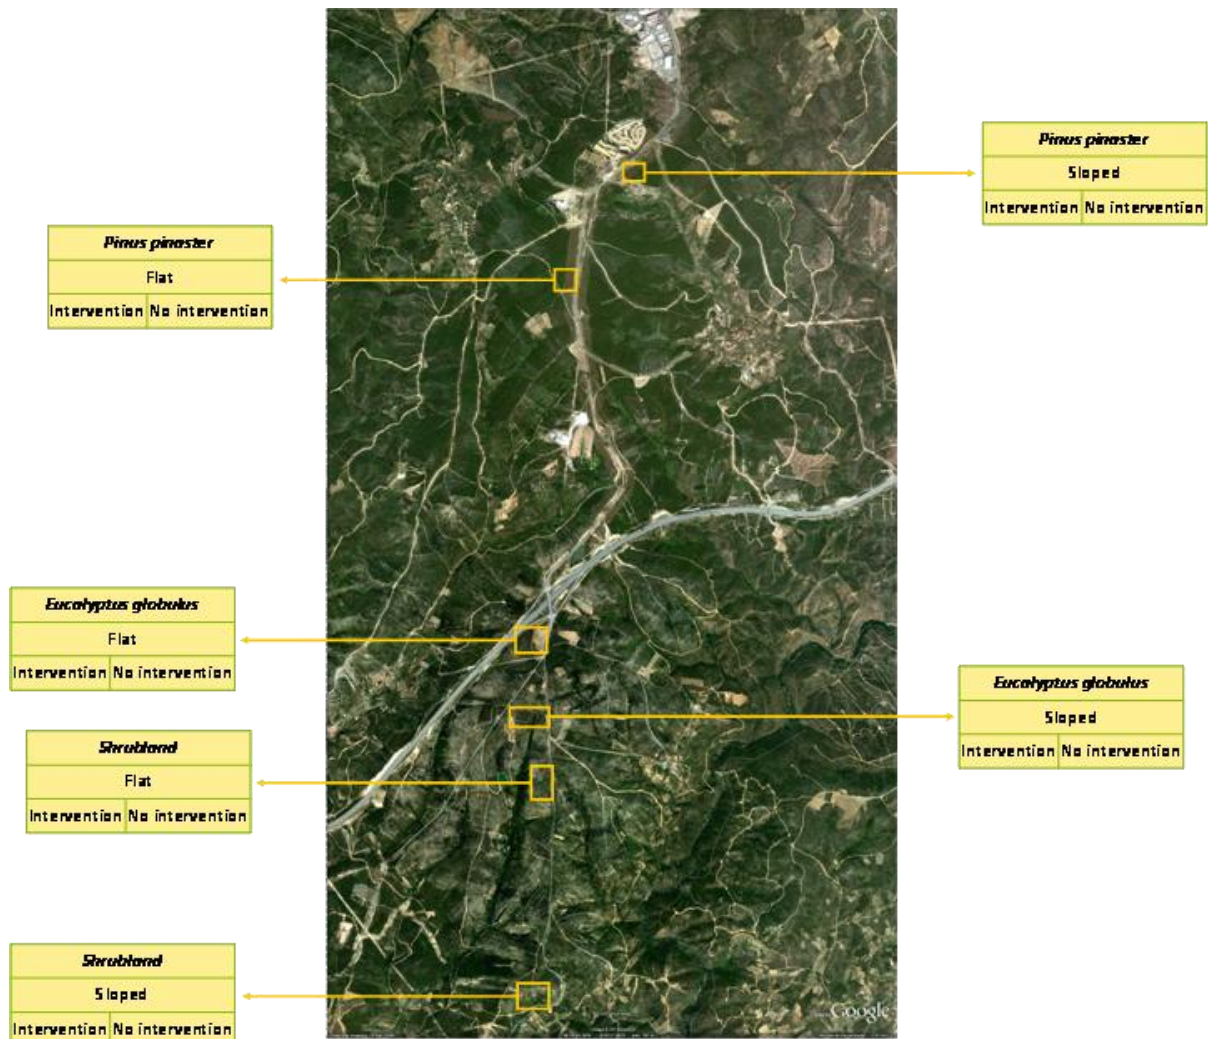 Pinus pinaster
Sloped
Intervention No intervention
Pinus pinaster
Flat
Intervention No intervention
Eucalyptus globulus
Flat
Intervention No intervention
Eucalyptus globulus
Sloped
Intervention No intervention
Shrubland
Flat
Intervention No intervention
Shrubland
Sloped
Intervention No intervention
Google